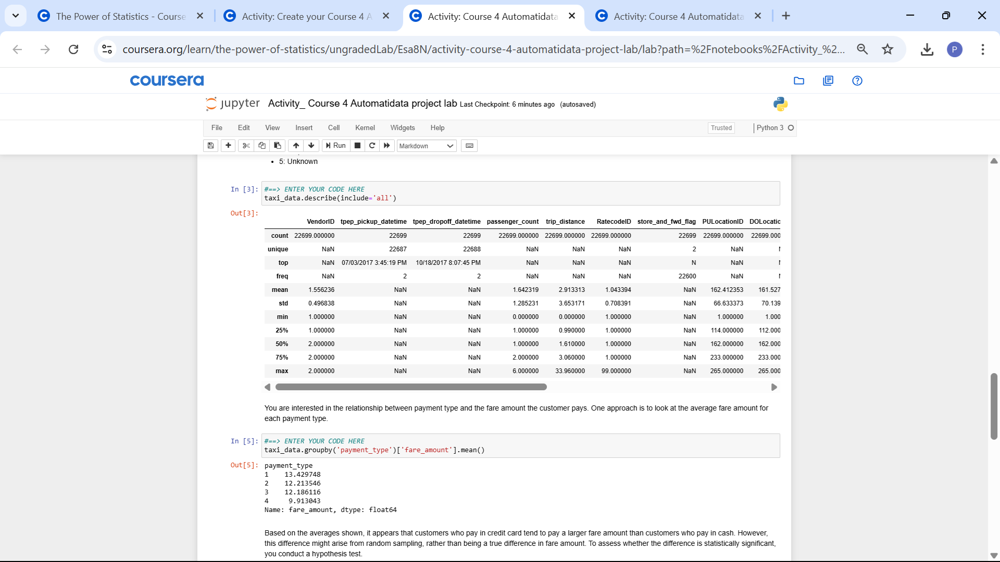 The Power of Statistics - Course
Activity: Create your Course 4 A
Activity: Course 4 Automatidata
Activity: Course 4 Automatidata
coursera.org/learn/the-power-of-statistics/ungradedLab/Esa8N/activity-course-4-automatidata-project-lab/lab?path=%2Fnotebooks%2FActivity_%2...
P
coursera
jupyter Activity_ Course 4 Automatidata project lab Last Checkpoint: 6 minutes ago (autosaved)
File Edit View Insert Cell Kernel Widgets Help Trusted Python 3
Run Markdown
• 5: Unknown
In [3]: #==> ENTER YOUR CODE HERE
taxi_data.describe(include='all')
Out[3]:
VendorID tpep_pickup_datetime tpep_dropoff_datetime passenger_count trip_distance RatecodeID store_and_fwd_flag PULocationID DOLocatio
count 22699.000000 22699 22699 22699.000000 22699.000000 22699.000000 22699 22699.000000 22699.000
unique NaN 22687 22688 NaN NaN NaN 2 NaN
top NaN 07/03/2017 3:45:19 PM 10/18/2017 8:07:45 PM NaN NaN NaN N NaN
freq NaN 2 2 NaN NaN NaN 22600 NaN
mean 1.556236 NaN NaN 1.642319 2.913313 1.043394 NaN 162.412353 161.527
std 0.496838 NaN NaN 1.285231 3.653171 0.708391 NaN 66.633373 70.139
min 1.000000 NaN NaN 0.000000 0.000000 1.000000 NaN 1.000000 1.000
25% 1.000000 NaN NaN 1.000000 0.990000 1.000000 NaN 114.000000 112.000
50% 2.000000 NaN NaN 1.000000 1.610000 1.000000 NaN 162.000000 162.000
75% 2.000000 NaN NaN 2.000000 3.060000 1.000000 NaN 233.000000 233.000
max 2.000000 NaN NaN 6.000000 33.960000 99.000000 NaN 265.000000 265.000
You are interested in the relationship between payment type and the fare amount the customer pays. One approach is to look at the average fare amount for
each payment type.
In [5]: #==> ENTER YOUR CODE HERE
taxi_data.groupby('payment_type')['fare_amount'].mean()
Out[5]: payment_type
1 13.429748
2 12.213546
3 12.186116
4 9.913043
Name: fare_amount, dtype: float64
Based on the averages shown, it appears that customers who pay in credit card tend to pay a larger fare amount than customers who pay in cash. However,
this difference might arise from random sampling, rather than being a true difference in fare amount. To assess whether the difference is statistically significant,
you conduct a hypothesis test.